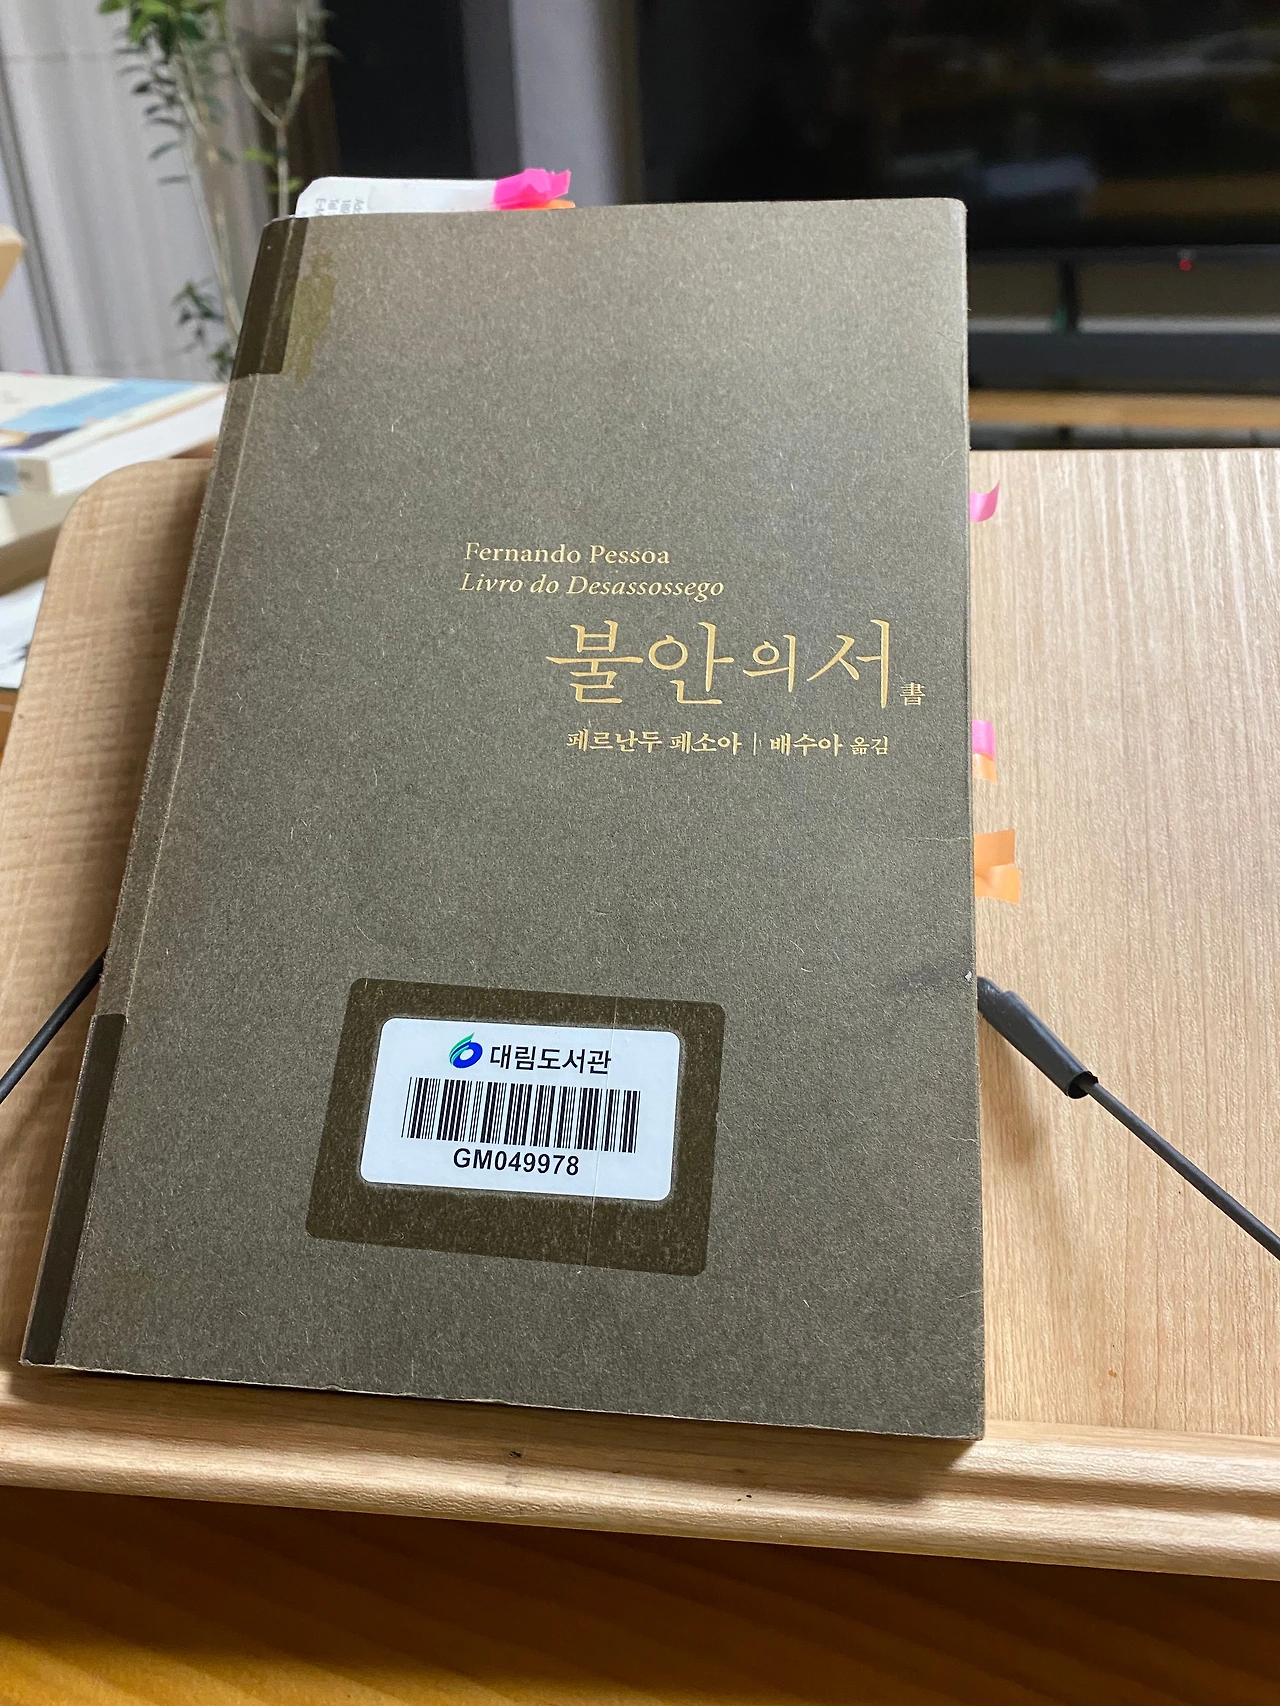 Fernando Pessoa
Livro do Desassossego
불안의 서
書
페르난두 페소아 | 배수아 옮김
대림도서관
GM049978